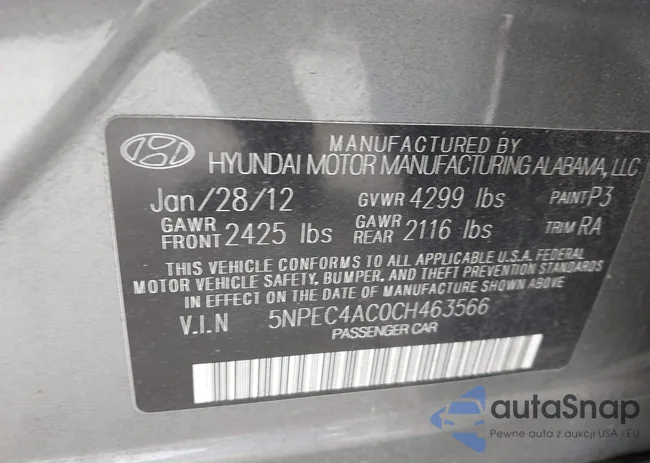 MANUFACTURED BY
HYUNDAI MOTOR MANUFACTURING ALABAMA, LLC
Jan/28/12 GVWR 4299 lbs PAINT P3
GAWR FRONT 2425 lbs GAWR REAR 2116 lbs TRIM RA
THIS VEHICLE CONFORMS TO ALL APPLICABLE U.S.A. FEDERAL
MOTOR VEHICLE SAFETY, BUMPER, AND THEFT PREVENTION STANDARDS
IN EFFECT ON THE DATE OF MANUFACTURE SHOWN ABOVE.
V.I.N 5NPEC4AC0CH463566
PASSENGER CAR
autoSnap
Pewne auta z aukcji USA i EU